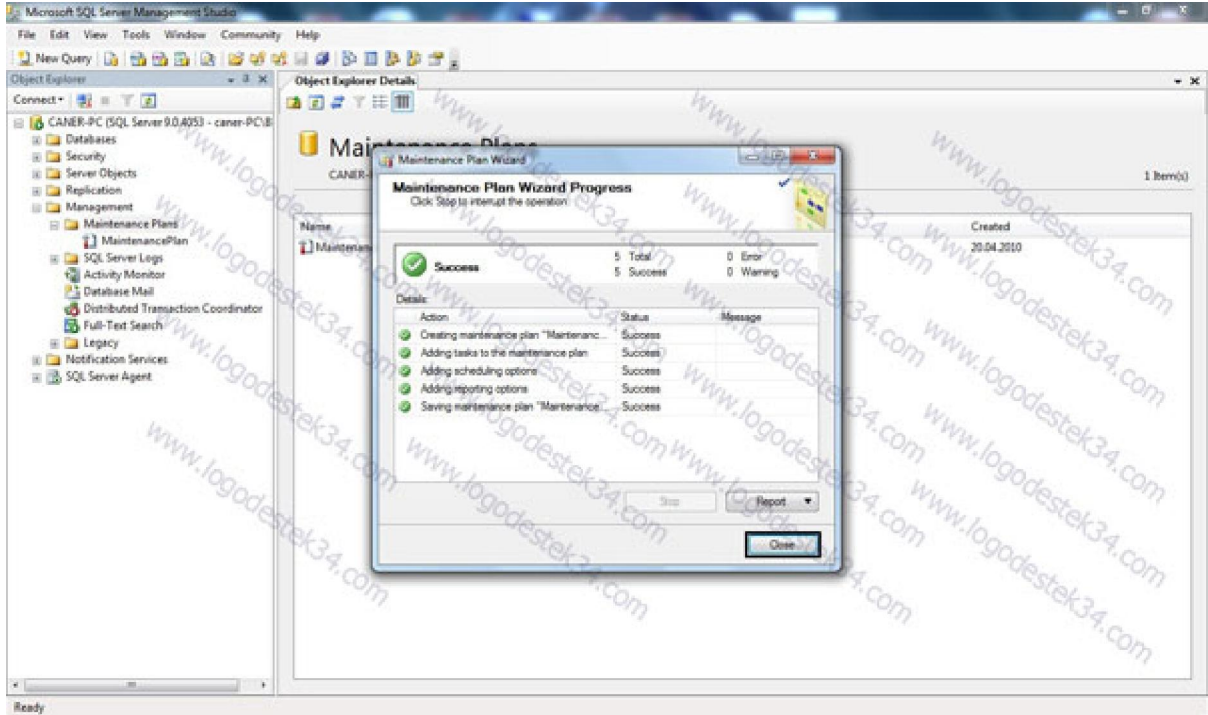 Microsoft SQL Server Management Studio
File Edit View Tools Window Community Help
New Query
Object Explorer
Connect
CANER-PC (SQL Server 9.0.4053 - caner-PC\B
Databases
Security
Server Objects
Replication
Management
Maintenance Plans
MaintenancePlan
SQL Server Logs
Activity Monitor
Database Mail
Distributed Transaction Coordinator
Full-Text Search
Legacy
Notification Services
SQL Server Agent
Object Explorer Details
Maintenance Plans
CANER-
1 Item(s)
Name Created
Maintenan 20.04.2010
Maintenance Plan Wizard
Maintenance Plan Wizard Progress
Click Stop to interrupt the operation.
Success
5 Total 0 Error
5 Success 0 Warning
Details:
Action Status Message
Creating maintenance plan "Maintenanc... Success
Adding tasks to the maintenance plan Success
Adding scheduling options Success
Adding reporting options Success
Saving maintenance plan "Maintenance... Success
Stop Report
Close
Ready
www.logodestek34.com